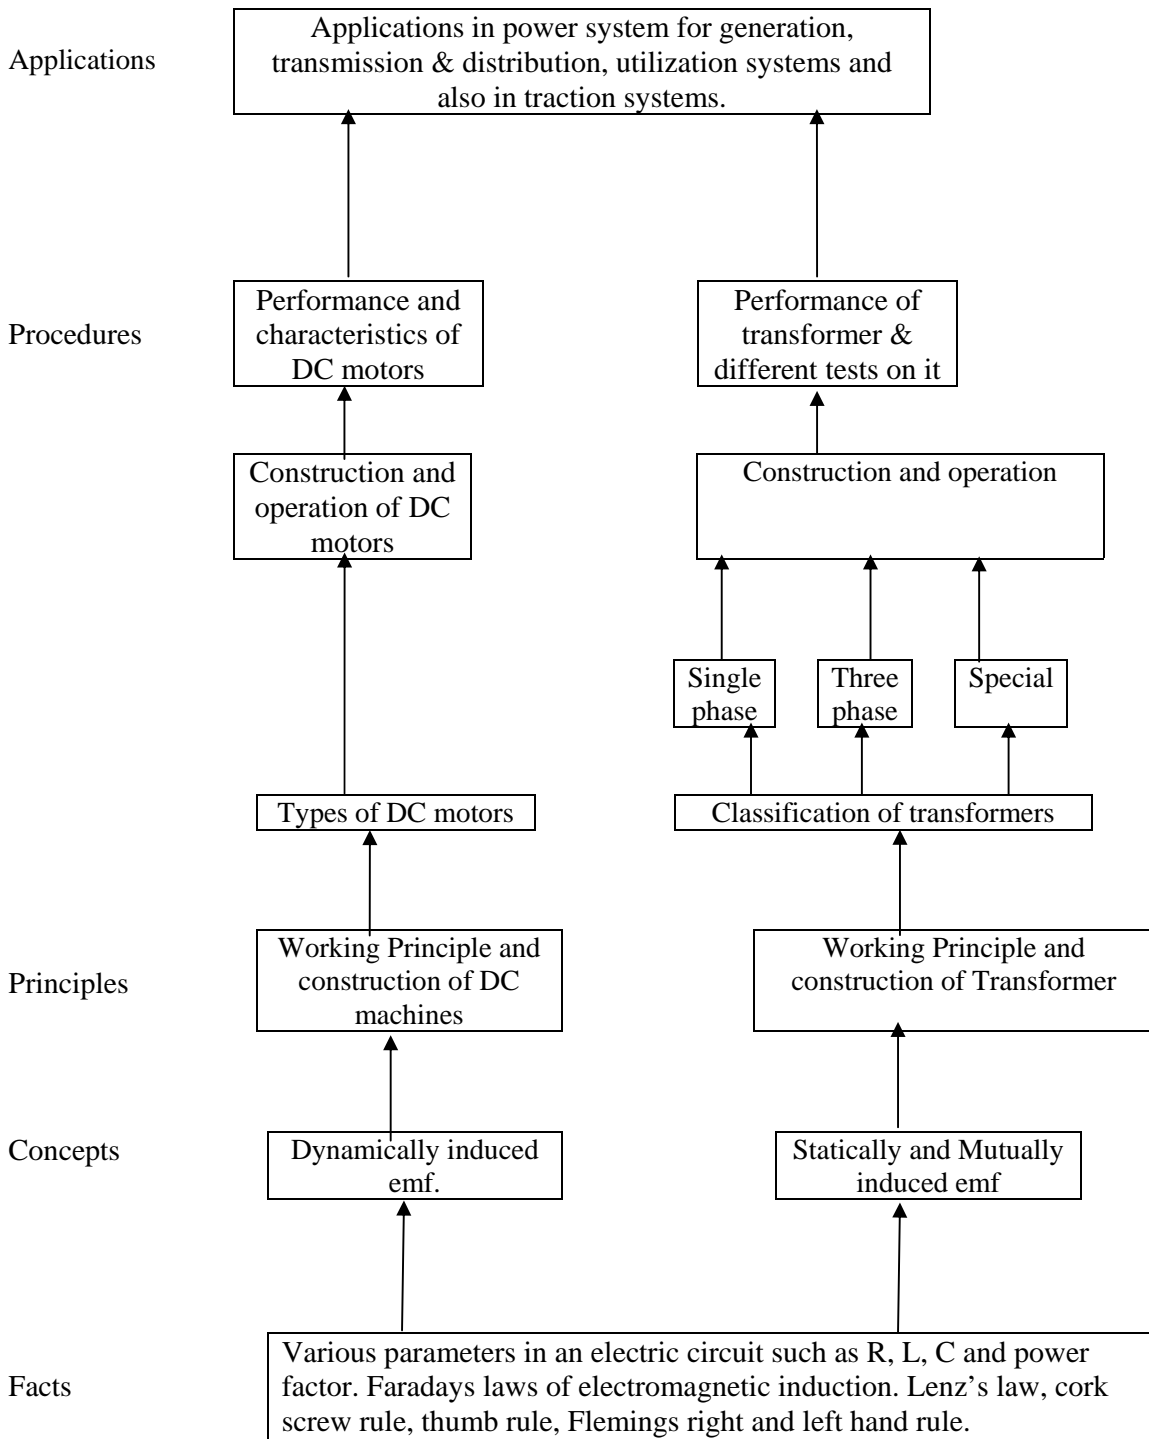 Applications
Applications in power system for generation,
transmission & distribution, utilization systems and
also in traction systems.
Procedures
Performance and
characteristics of
DC motors
Performance of
transformer &
different tests on it
Construction and
operation of DC
motors
Construction and operation
Single
phase
Three
phase
Special
Types of DC motors
Classification of transformers
Principles
Working Principle and
construction of DC
machines
Working Principle and
construction of Transformer
Concepts
Dynamically induced
emf.
Statically and Mutually
induced emf
Facts
Various parameters in an electric circuit such as R, L, C and power
factor. Faradays laws of electromagnetic induction. Lenz’s law, cork
screw rule, thumb rule, Flemings right and left hand rule.